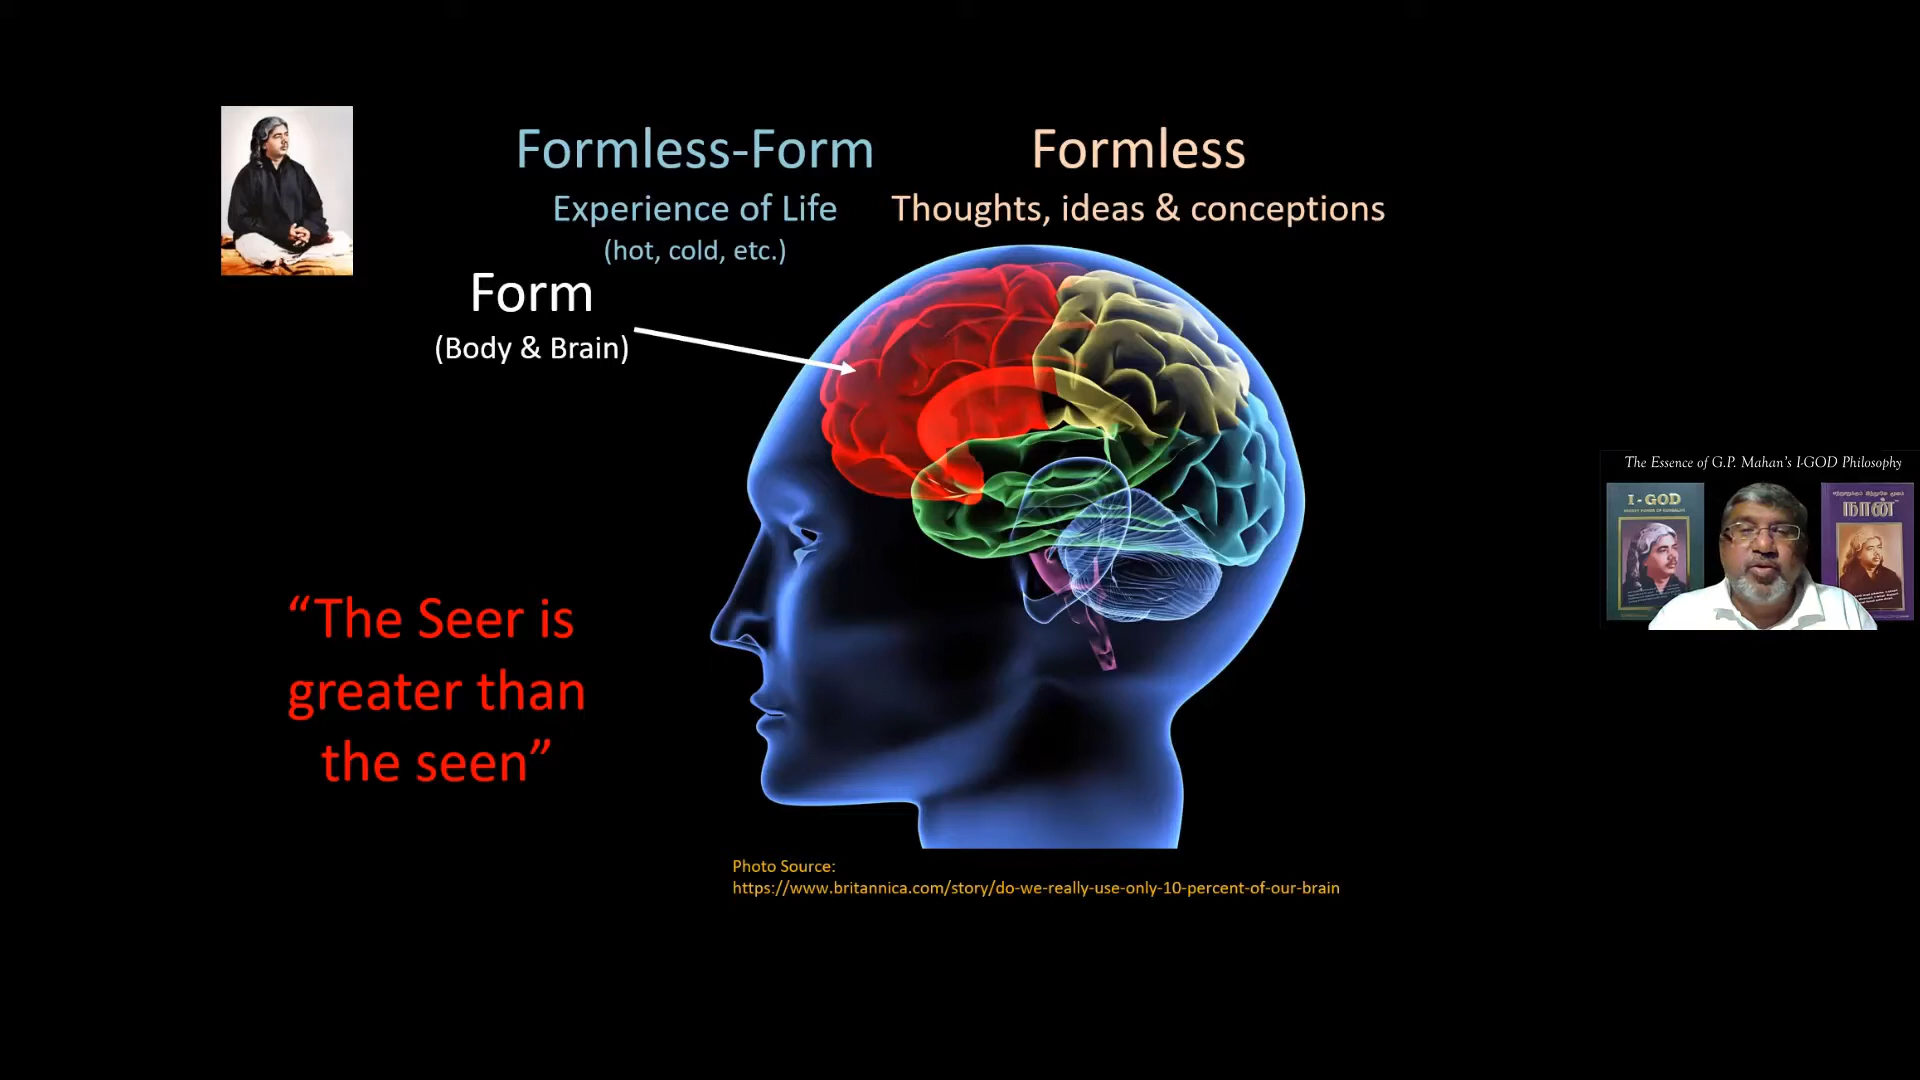 Formless-Form
Experience of Life
(hot, cold, etc.)
Formless
Thoughts, ideas & conceptions
Form
(Body & Brain)
“The Seer is
greater than
the seen”
Photo Source:
https://www.britannica.com/story/do-we-really-use-only-10-percent-of-our-brain
The Essence of G.P. Mahan's I-GOD Philosophy
I - GOD
நான்